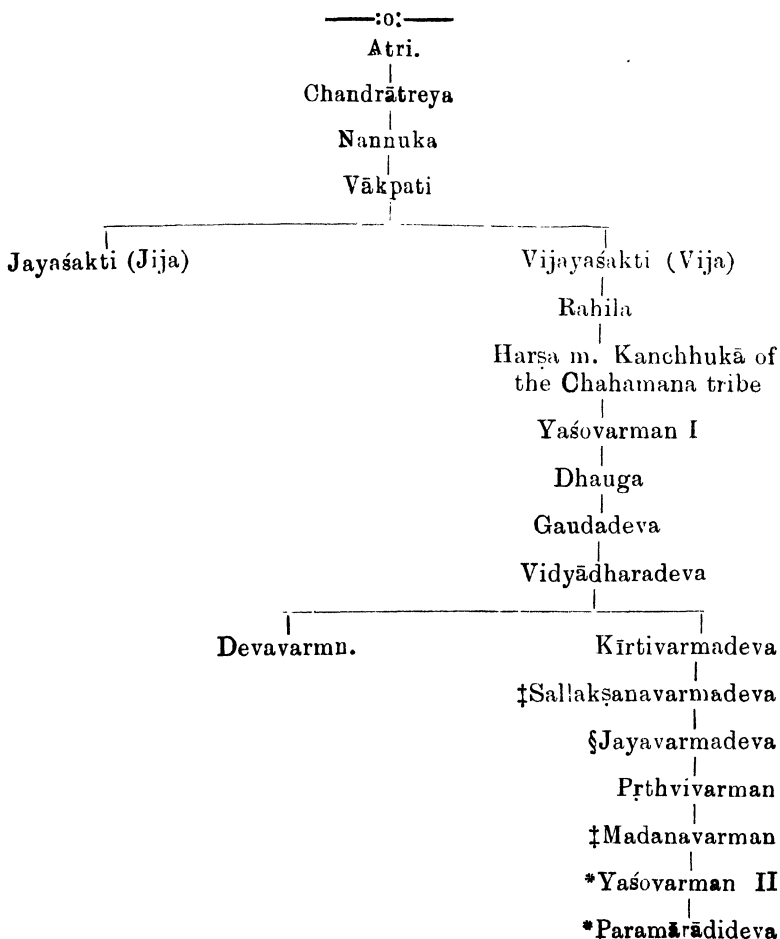 :o:
Atri.
Chandrātreya
Nannuka
Vākpati
Jayaśakti (Jija) Vijayaśakti (Vija)
Rahila
Harṣa m. Kanchhukā of
the Chahamana tribe
Yaśovarman I
Dhauga
Gaudadeva
Vidyādharadeva
Devavarmn. Kīrtivarmadeva
‡Sallakṣanavarmadeva
§Jayavarmadeva
Pṛthvivarman
‡Madanavarman
*Yaśovarman II
*Paramārādideva